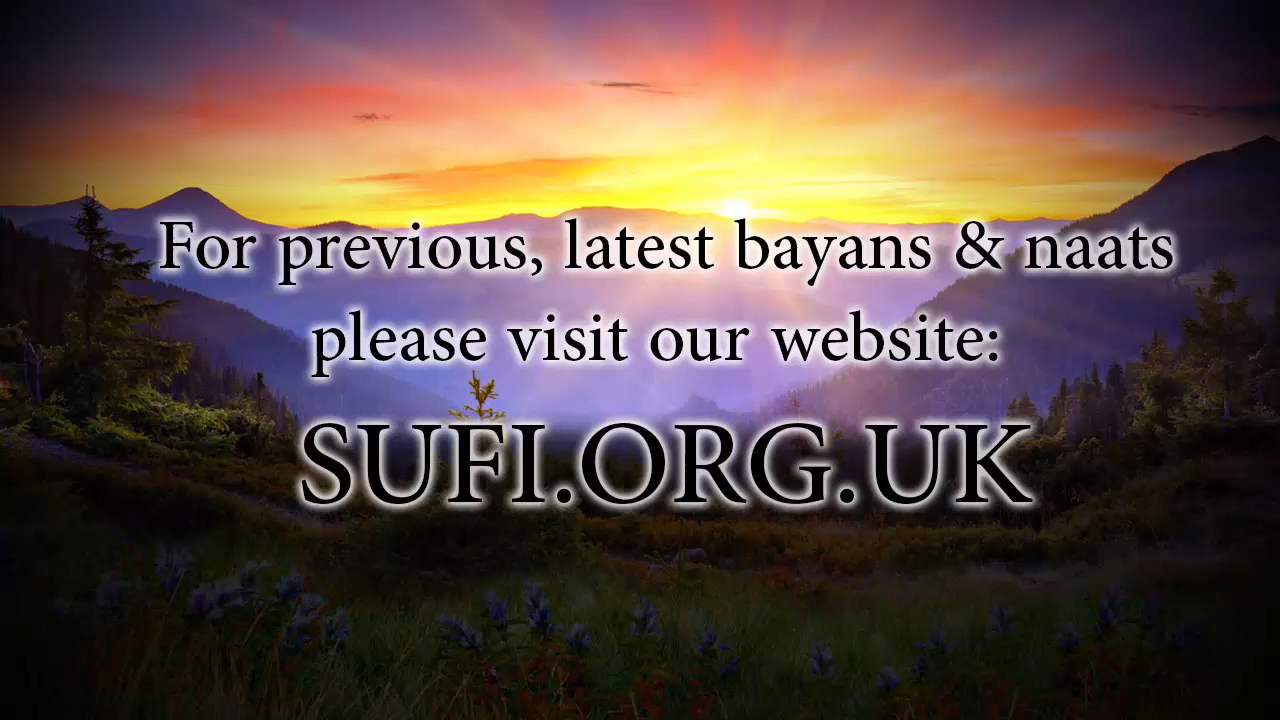 For previous, latest bayans & naats
please visit our website:
SUFI.ORG.UK